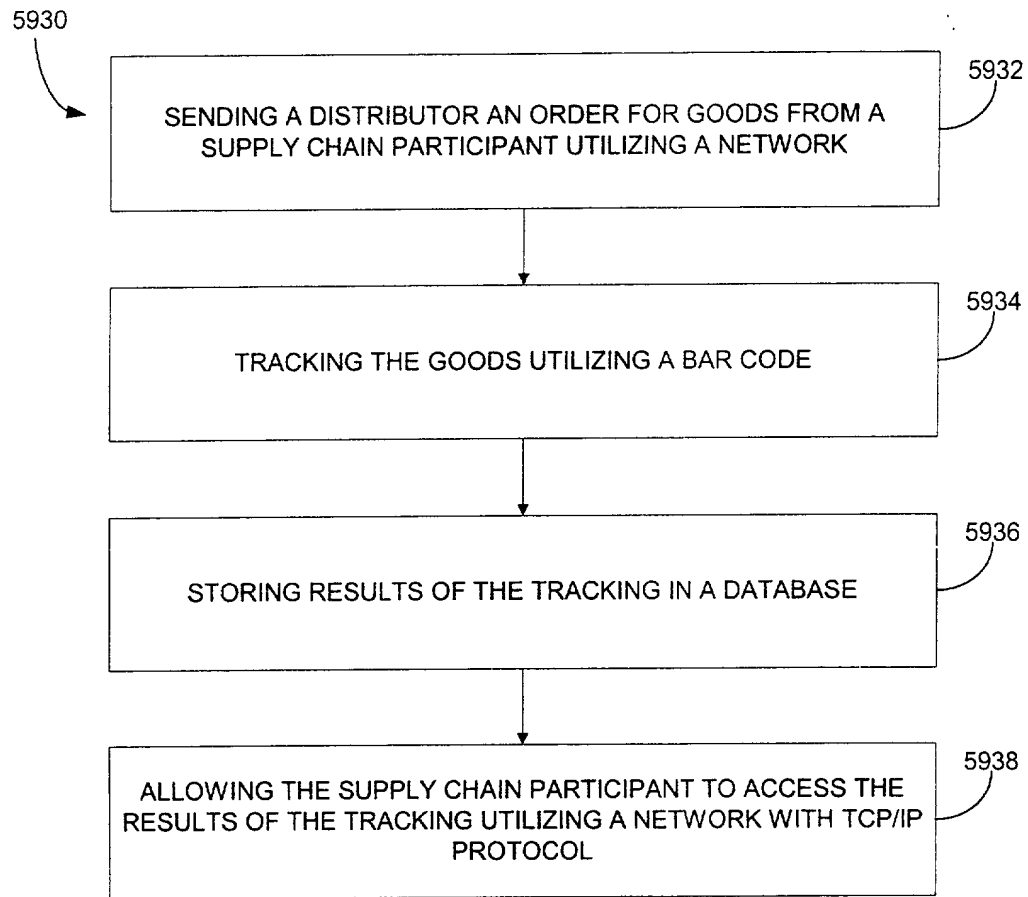 5930
5932
SENDING A DISTRIBUTOR AN ORDER FOR GOODS FROM A
SUPPLY CHAIN PARTICIPANT UTILIZING A NETWORK
5934
TRACKING THE GOODS UTILIZING A BAR CODE
5936
STORING RESULTS OF THE TRACKING IN A DATABASE
5938
ALLOWING THE SUPPLY CHAIN PARTICIPANT TO ACCESS THE
RESULTS OF THE TRACKING UTILIZING A NETWORK WITH TCP/IP
PROTOCOL